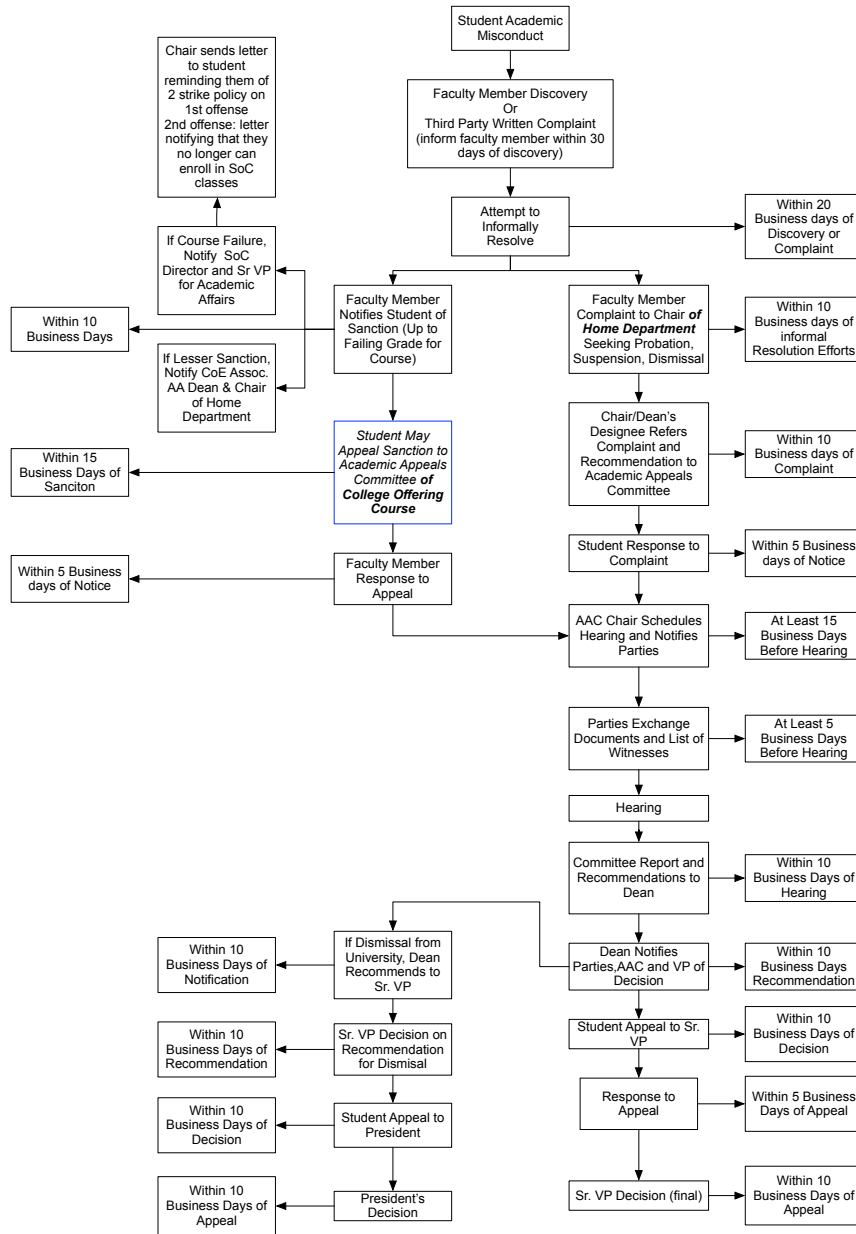 Student Academic
Misconduct
Chair sends letter
to student
reminding them of
2 strike policy on
1st offense
2nd offense: letter
notifying that they
no longer can
enroll in SoC
classes
Faculty Member Discovery
Or
Third Party Written Complaint
(inform faculty member within 30
days of discovery)
Attempt to
Informally
Resolve
Within 20
Business days of
Discovery or
Complaint
If Course Failure,
Notify  SoC
Director and Sr VP
for Academic
Affairs
Faculty Member
Notifies Student of
Sanction (Up to
Failing Grade for
Course)
Within 10
Business Days
If Lesser Sanction,
Notify CoE Assoc.
AA Dean & Chair
of Home
Department
Faculty Member
Complaint to Chair of
Home Department
Seeking Probation,
Suspension, Dismissal
Within 10
Business days of
informal
Resolution Efforts
Student May
Appeal Sanction to
Academic Appeals
Committee of
College Offering
Course
Within 15
Business Days of
Sanciton
Chair/Dean's
Designee Refers
Complaint and
Recommendation to
Academic Appeals
Committee
Within 10
Business days of
Complaint
Faculty Member
Response to
Appeal
Within 5 Business
days of Notice
Student Response to
Complaint
Within 5 Business
days of Notice
AAC Chair Schedules
Hearing and Notifies
Parties
At Least 15
Business Days
Before Hearing
Parties Exchange
Documents and List of
Witnesses
At Least 5
Business Days
Before Hearing
Hearing
Committee Report and
Recommendations to
Dean
Within 10
Business Days of
Hearing
Dean Notifies
Parties,AAC and VP of
Decision
Within 10
Business Days
Recommendation
If Dismissal from
University, Dean
Recommends to
Sr. VP
Within 10
Business Days of
Notification
Student Appeal to Sr.
VP
Within 10
Business Days of
Decision
Sr. VP Decision on
Recommendation
for Dismisal
Within 10
Business Days of
Recommendation
Response to
Appeal
Within 5 Business
Days of Appeal
Student Appeal to
President
Within 10
Business Days of
Decision
Sr. VP Decision (final)
Within 10
Business Days of
Appeal
President's
Decision
Within 10
Business Days of
Appeal